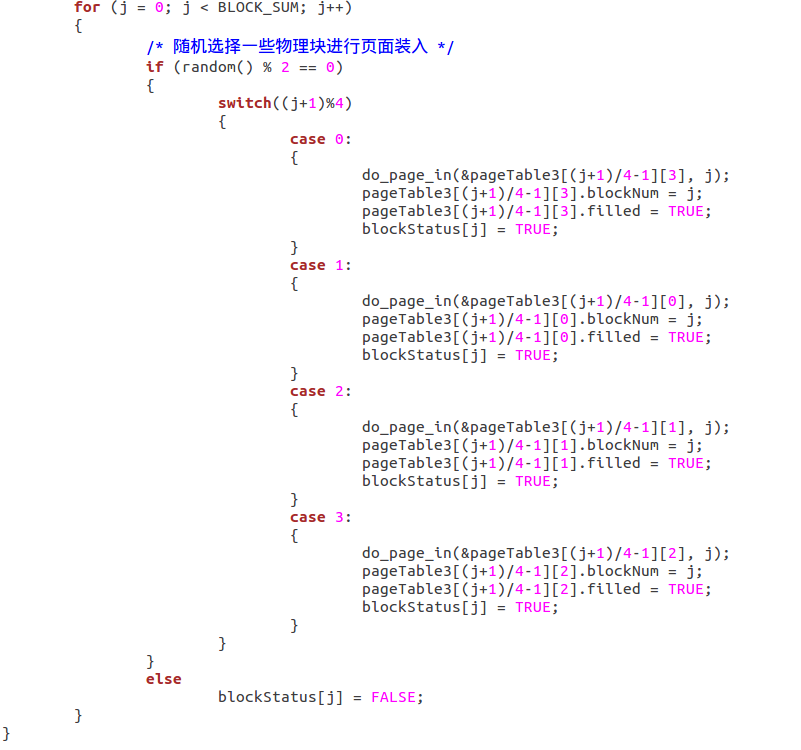 for (j = 0; j < BLOCK_SUM; j++)
{
/* 随机选择一些物理块进行页面装入 */
if (random() % 2 == 0)
{
switch((j+1)%4)
{
case 0:
{
do_page_in(&pageTable3[(j+1)/4-1][3], j);
pageTable3[(j+1)/4-1][3].blockNum = j;
pageTable3[(j+1)/4-1][3].filled = TRUE;
blockStatus[j] = TRUE;
}
case 1:
{
do_page_in(&pageTable3[(j+1)/4-1][0], j);
pageTable3[(j+1)/4-1][0].blockNum = j;
pageTable3[(j+1)/4-1][0].filled = TRUE;
blockStatus[j] = TRUE;
}
case 2:
{
do_page_in(&pageTable3[(j+1)/4-1][1], j);
pageTable3[(j+1)/4-1][1].blockNum = j;
pageTable3[(j+1)/4-1][1].filled = TRUE;
blockStatus[j] = TRUE;
}
case 3:
{
do_page_in(&pageTable3[(j+1)/4-1][2], j);
pageTable3[(j+1)/4-1][2].blockNum = j;
pageTable3[(j+1)/4-1][2].filled = TRUE;
blockStatus[j] = TRUE;
}
}
}
else
blockStatus[j] = FALSE;
}
}